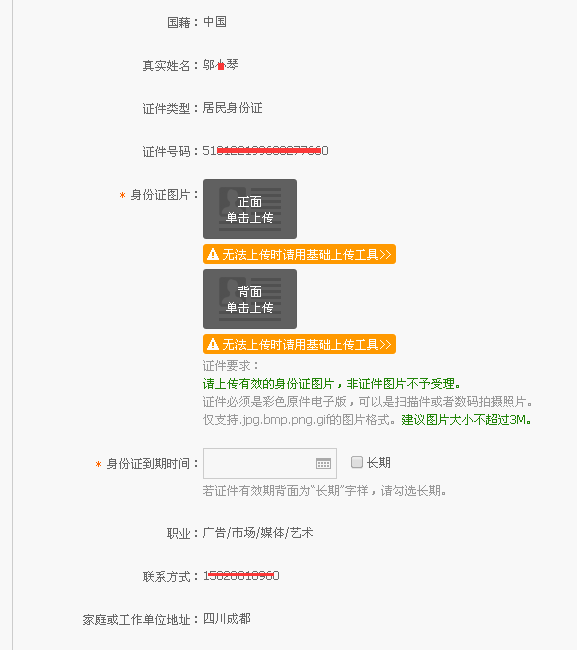 国藉：中国
真实姓名：邬琴
证件类型：居民身份证
证件号码：51 0
* 身份证图片：
正面
单击上传
无法上传时请用基础上传工具>>
背面
单击上传
无法上传时请用基础上传工具>>
证件要求：
请上传有效的身份证图片，非证件图片不予受理。
证件必须是彩色原件电子版，可以是扫描件或者数码拍摄照片。
仅支持.jpg.bmp.png.gif的图片格式。建议图片大小不超过3M。
* 身份证到期时间： 长期
若证件有效期背面为“长期”字样，请勾选长期。
职业：广告/市场/媒体/艺术
联系方式：1 0
家庭或工作单位地址：四川成都